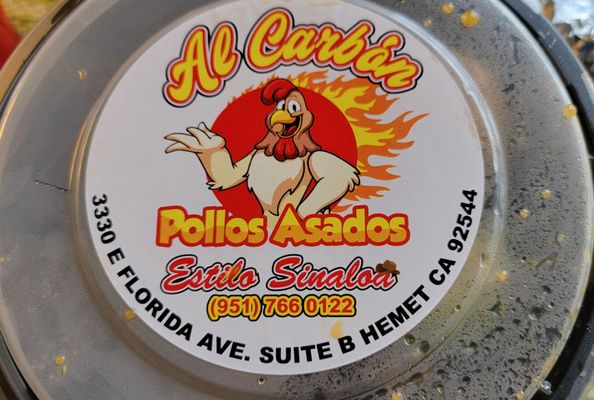 Al Carbón
Pollos Asados
Estilo Sinaloa
(951) 766 0122
3330 E FLORIDA AVE. SUITE B HEMET CA 92544